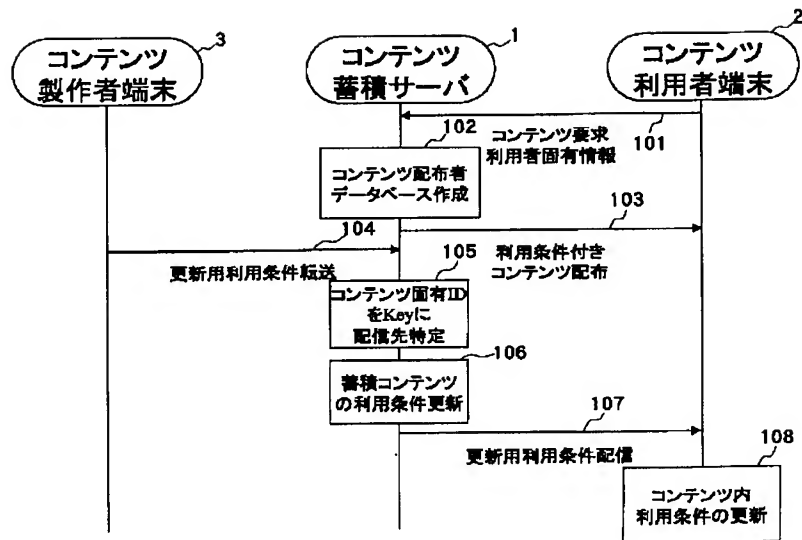 3
コンテンツ
製作者端末
1
コンテンツ
蓄積サーバ
2
コンテンツ
利用者端末
101
コンテンツ要求
利用者固有情報
102
コンテンツ配布者
データベース作成
103
利用条件付き
コンテンツ配布
104
更新用利用条件転送
105
コンテンツ固有ID
をKeyに
配信先特定
106
蓄積コンテンツ
の利用条件更新
107
更新用利用条件配信
108
コンテンツ内
利用条件の更新